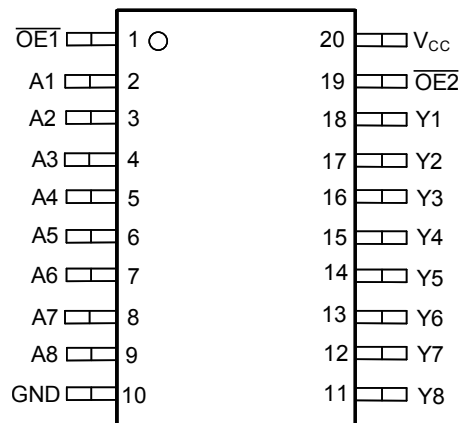 O̅E̅1̅ 1 20 VCC
A1 2 19 O̅E̅2̅
A2 3 18 Y1
A3 4 17 Y2
A4 5 16 Y3
A5 6 15 Y4
A6 7 14 Y5
A7 8 13 Y6
A8 9 12 Y7
GND 10 11 Y8